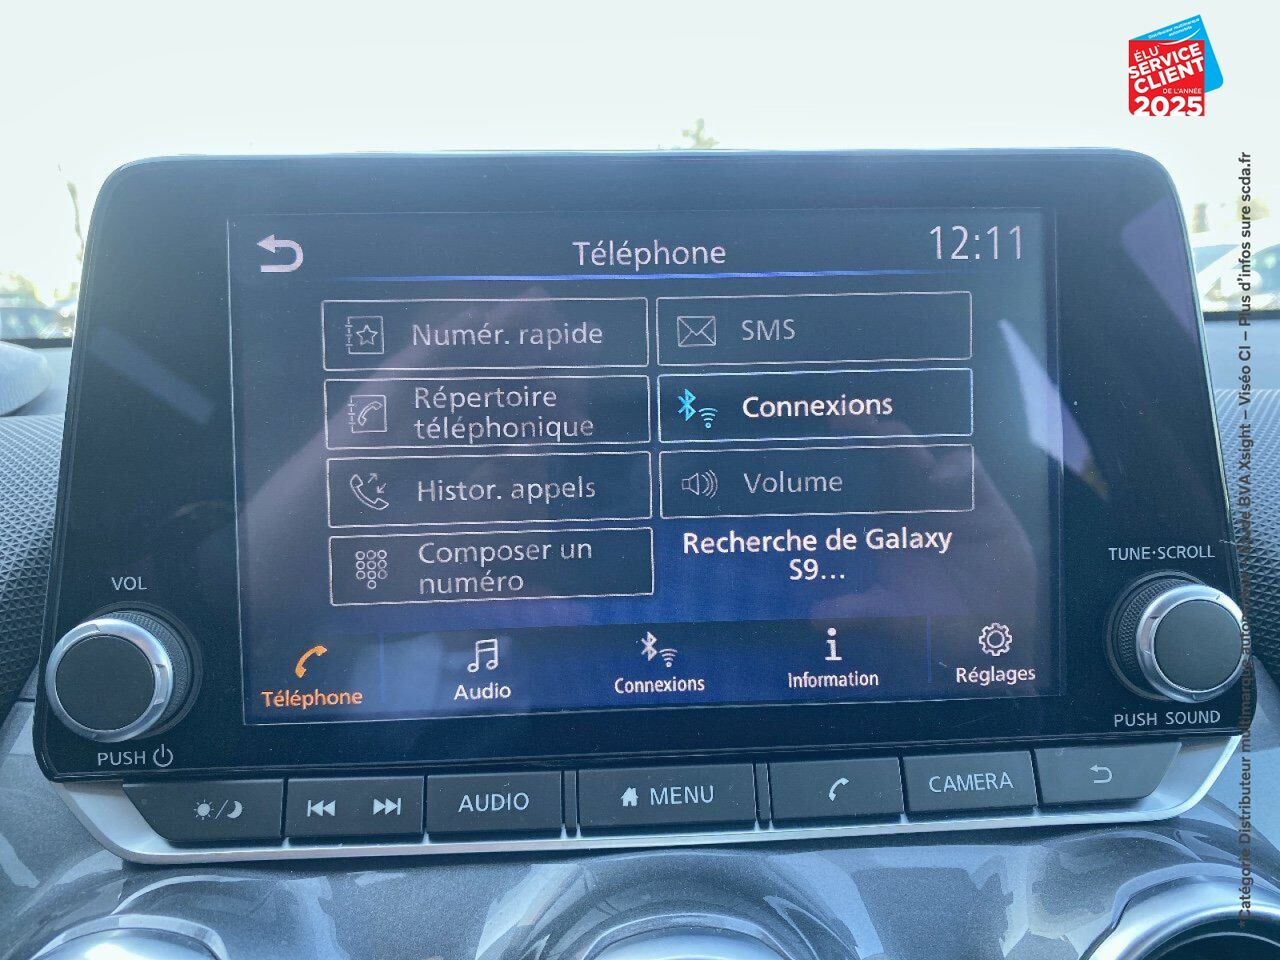 ÉLU
SERVICE
CLIENT
DE L'ANNÉE
2025
Téléphone
12:11
Numér. rapide
SMS
Répertoire
téléphonique
Connexions
Histor. appels
Volume
Composer un
numéro
Recherche de Galaxy
S9...
Téléphone
Audio
Connexions
Information
Réglages
VOL
PUSH
TUNE·SCROLL
PUSH SOUND
AUDIO
MENU
CAMERA
*Catégorie Distributeur multimarque BVA Xsight – Viséo CI – Plus d'infos sure scda.fr